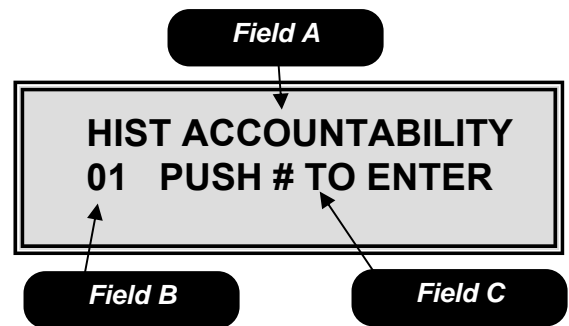 Field A
HIST ACCOUNTABILITY
01 PUSH # TO ENTER
Field B
Field C